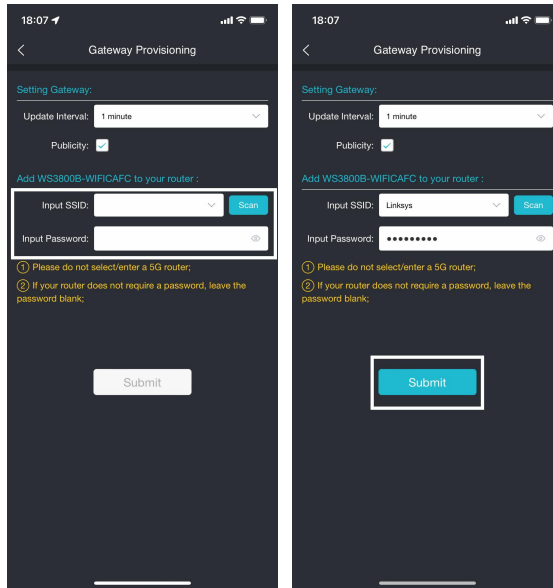 18:07
Gateway Provisioning
Setting Gateway:
Update Interval: 1 minute
Publicity:
Add WS3800B-WIFICAFC to your router :
Input SSID: Scan
Input Password:
① Please do not select/enter a 5G router;
② If your router does not require a password, leave the
password blank;
Submit
18:07
Gateway Provisioning
Setting Gateway:
Update Interval: 1 minute
Publicity:
Add WS3800B-WIFICAFC to your router :
Input SSID: Linksys Scan
Input Password: •••••••••
① Please do not select/enter a 5G router;
② If your router does not require a password, leave the
password blank;
Submit